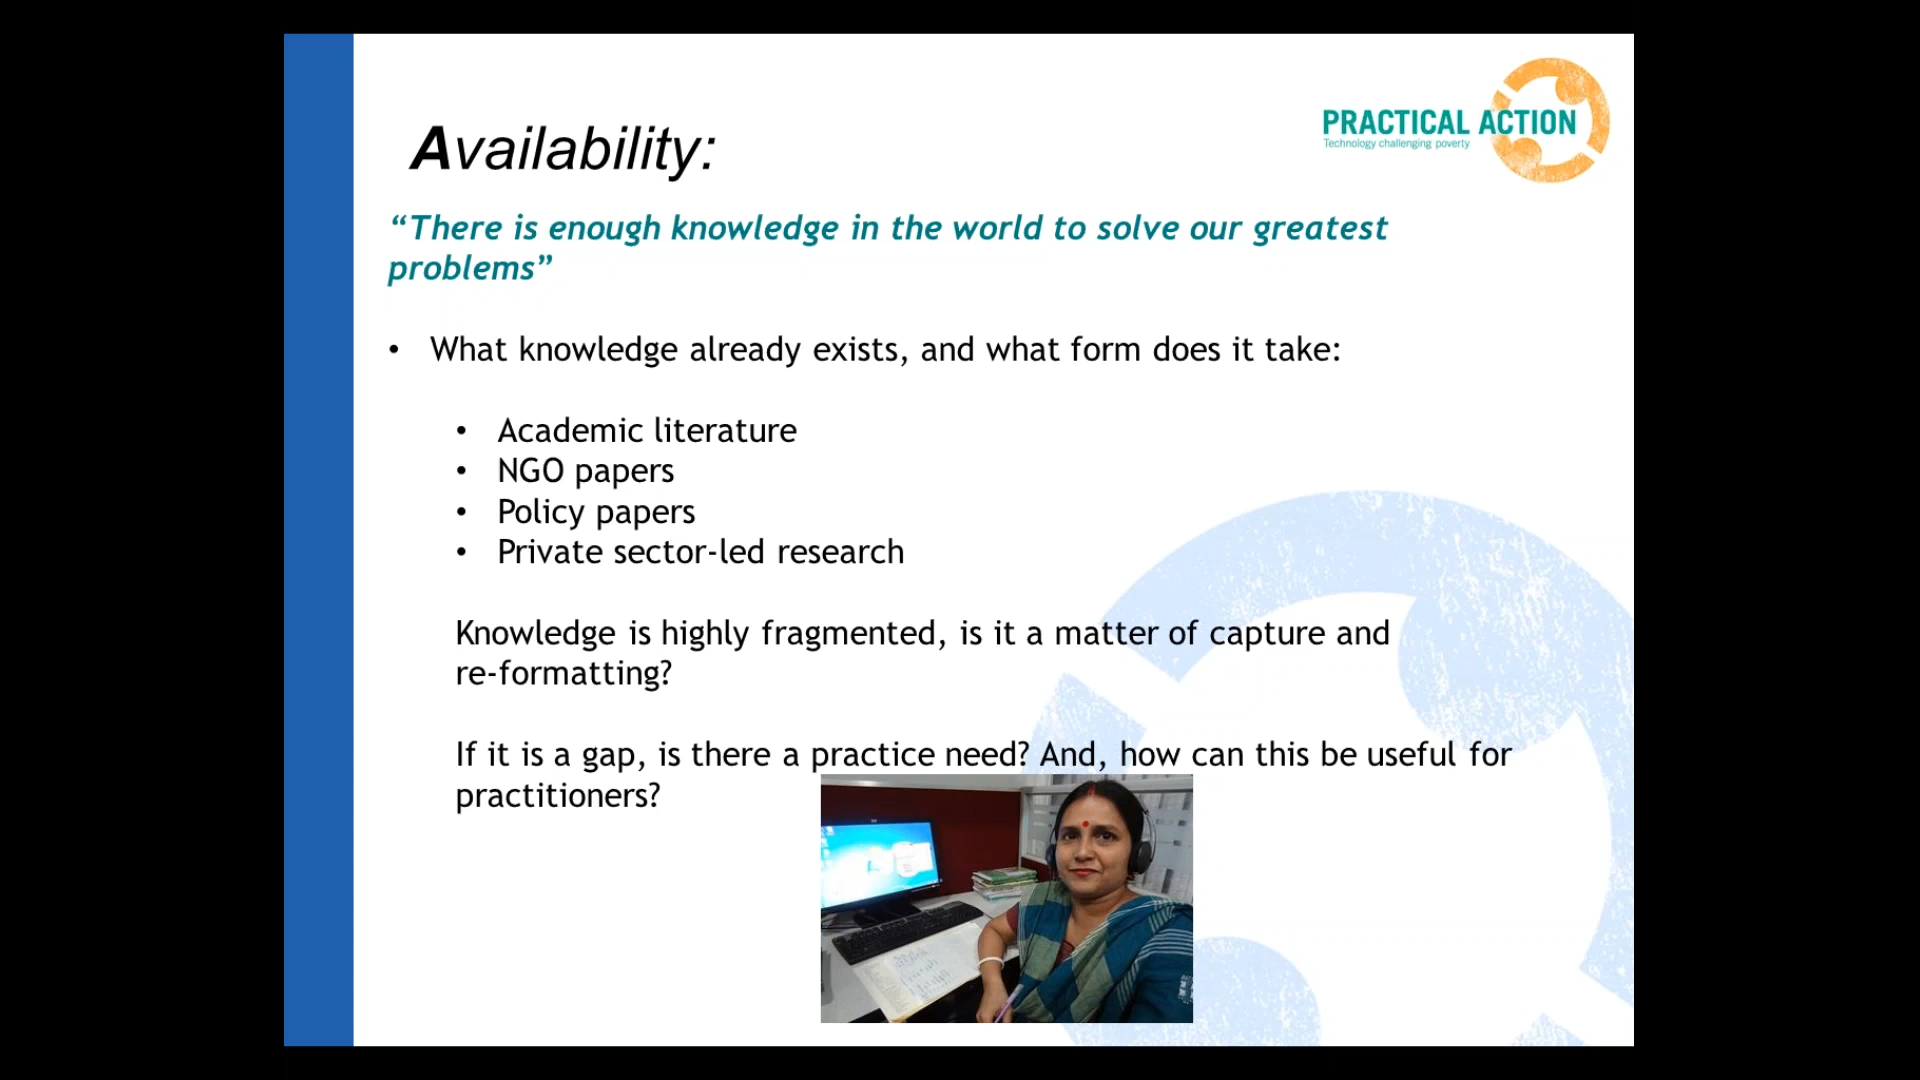 PRACTICAL ACTION
Technology challenging poverty
Availability:
“There is enough knowledge in the world to solve our greatest
problems”
• What knowledge already exists, and what form does it take:
• Academic literature
• NGO papers
• Policy papers
• Private sector-led research
Knowledge is highly fragmented, is it a matter of capture and
re-formatting?
If it is a gap, is there a practice need? And, how can this be useful for
practitioners?